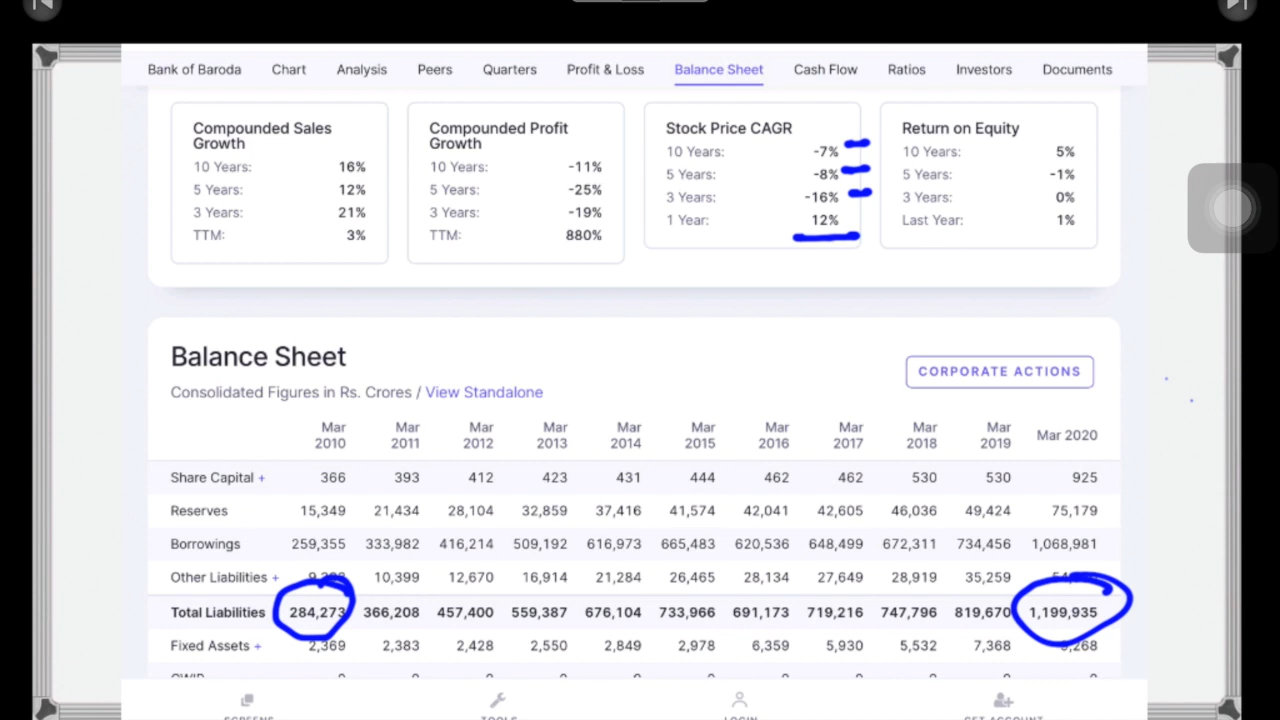 Bank of Baroda Chart Analysis Peers Quarters Profit & Loss Balance Sheet Cash Flow Ratios Investors Documents
Compounded Sales Growth
10 Years: 16%
5 Years: 12%
3 Years: 21%
TTM: 3%
Compounded Profit Growth
10 Years: -11%
5 Years: -25%
3 Years: -19%
TTM: 880%
Stock Price CAGR
10 Years: -7%
5 Years: -8%
3 Years: -16%
1 Year: 12%
Return on Equity
10 Years: 5%
5 Years: -1%
3 Years: 0%
Last Year: 1%
Balance Sheet
Consolidated Figures in Rs. Crores / View Standalone
CORPORATE ACTIONS
Mar 2010 Mar 2011 Mar 2012 Mar 2013 Mar 2014 Mar 2015 Mar 2016 Mar 2017 Mar 2018 Mar 2019 Mar 2020
Share Capital + 366 393 412 423 431 444 462 462 530 530 925
Reserves 15,349 21,434 28,104 32,859 37,416 41,574 42,041 42,605 46,036 49,424 75,179
Borrowings 259,355 333,982 416,214 509,192 616,973 665,483 620,536 648,499 672,311 734,456 1,068,981
Other Liabilities + 10,399 12,670 16,914 21,284 26,465 28,134 27,649 28,919 35,259
Total Liabilities 284,273 366,208 457,400 559,387 676,104 733,966 691,173 719,216 747,796 819,670 1,199,935
Fixed Assets + 2,369 2,383 2,428 2,550 2,849 2,978 6,359 5,930 5,532 7,368